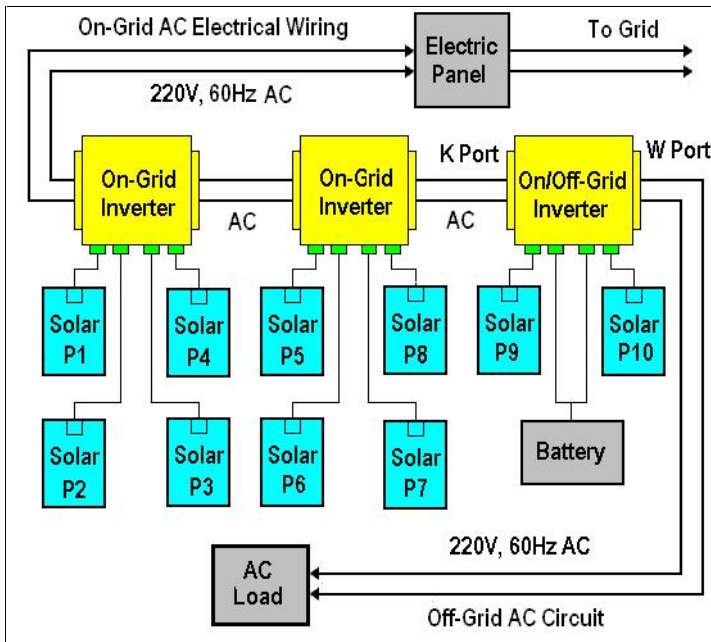 On-Grid AC Electrical Wiring
Electric
Panel
To Grid
220V, 60Hz AC
K Port
W Port
On-Grid
Inverter
AC
On-Grid
Inverter
AC
On/Off-Grid
Inverter
Solar
P1
Solar
P4
Solar
P5
Solar
P8
Solar
P9
Solar
P10
Solar
P2
Solar
P3
Solar
P6
Solar
P7
Battery
220V, 60Hz AC
AC
Load
Off-Grid AC Circuit